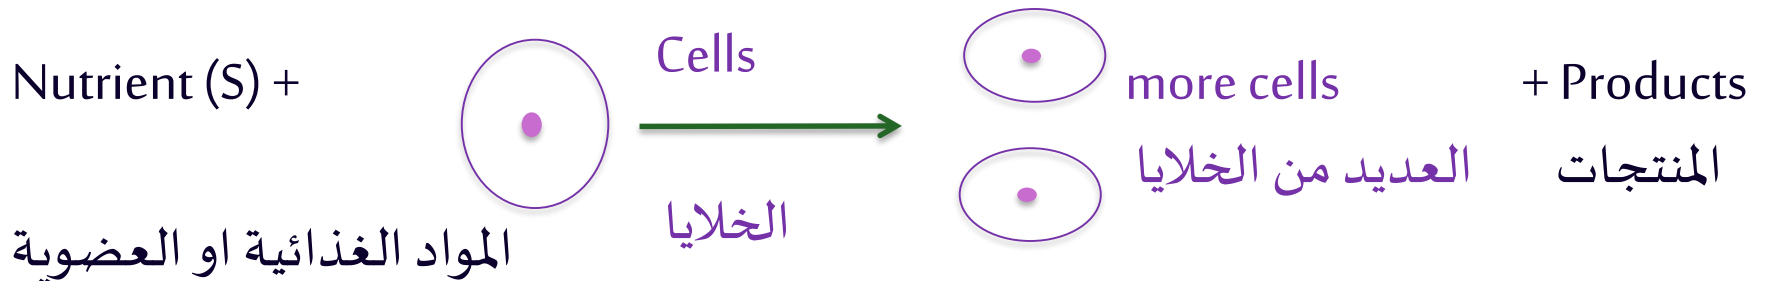 Nutrient (S) +
Cells
more cells
+ Products
المواد الغذائية او العضوية
الخلايا
العديد من الخلايا
المنتجات